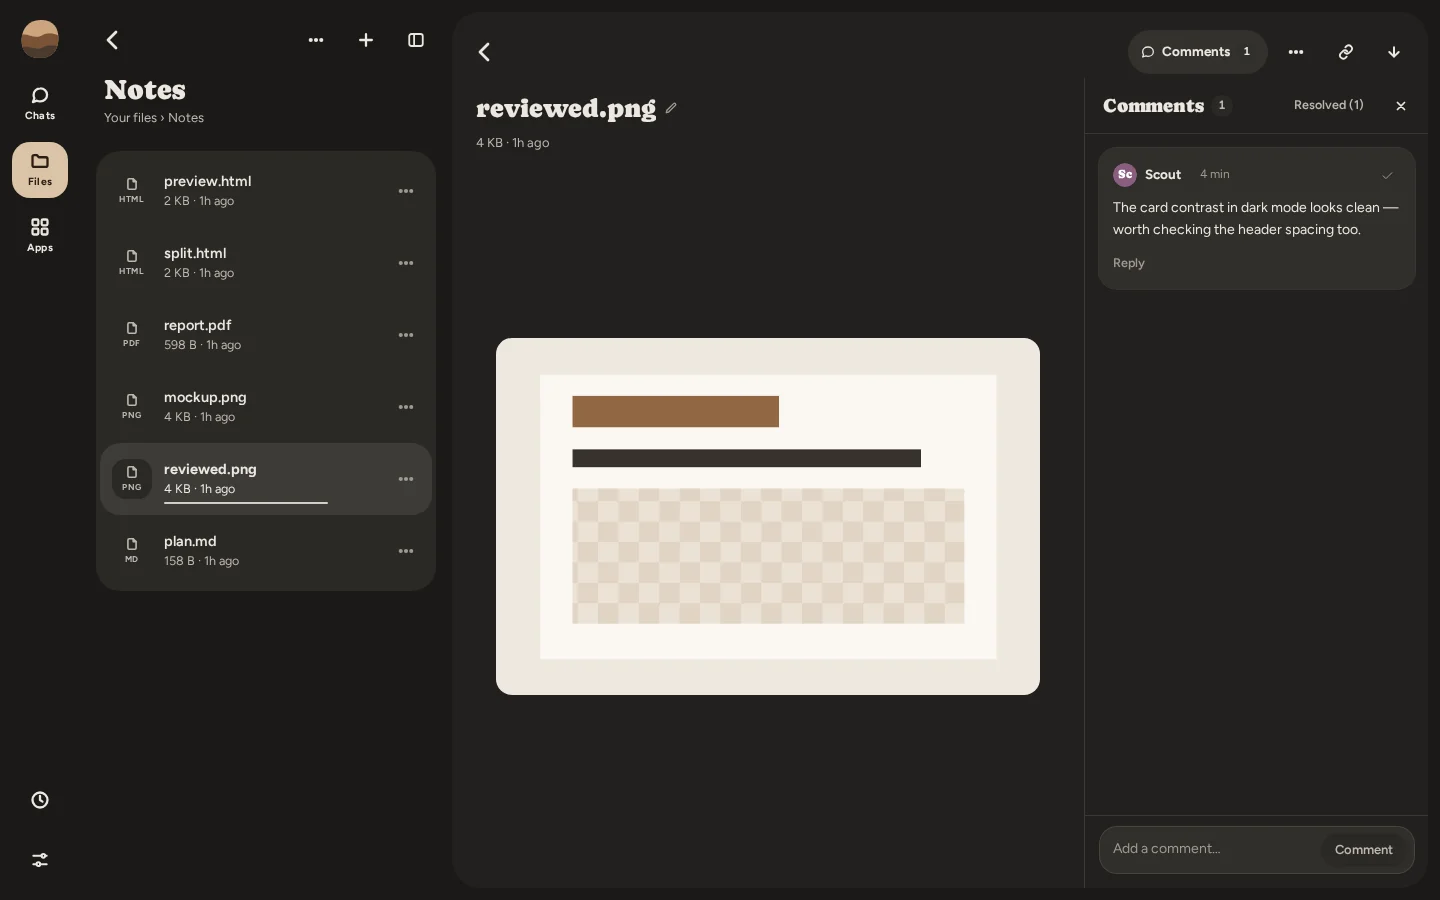 Chats
Files
Apps
Notes
Your files › Notes
HTML
preview.html
2 KB · 1h ago
HTML
split.html
2 KB · 1h ago
PDF
report.pdf
598 B · 1h ago
PNG
mockup.png
4 KB · 1h ago
PNG
reviewed.png
4 KB · 1h ago
MD
plan.md
158 B · 1h ago
reviewed.png
4 KB · 1h ago
Comments 1
Comments 1 Resolved (1)
Sc Scout 4 min
The card contrast in dark mode looks clean —
worth checking the header spacing too.
Reply
Add a comment... Comment